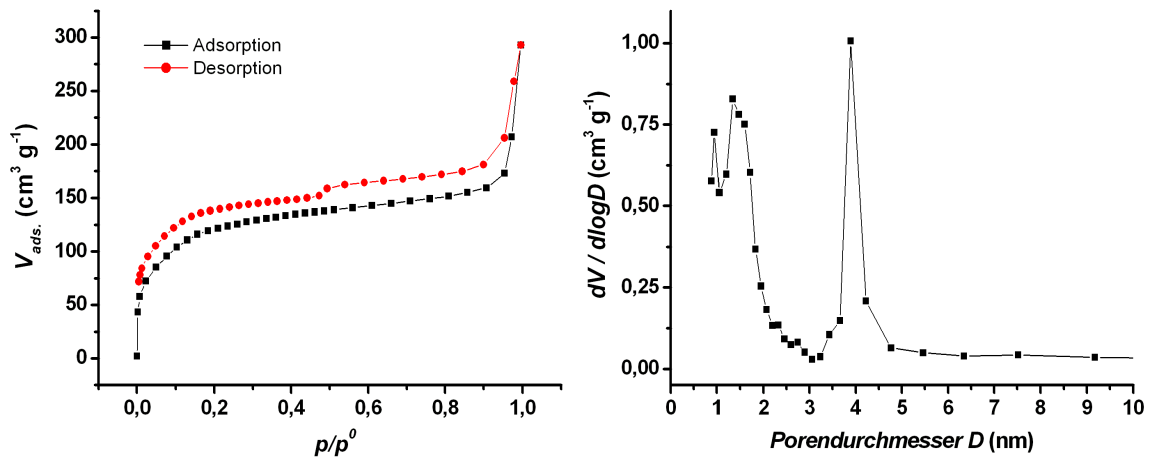 300
250
200
150
100
50
0
V ads. (cm³ g⁻¹)
Adsorption
Desorption
0,0 0,2 0,4 0,6 0,8 1,0
p/p⁰
1,00
0,75
0,50
0,25
0,00
dV / dlogD (cm³ g⁻¹)
0 1 2 3 4 5 6 7 8 9 10
Porendurchmesser D (nm)